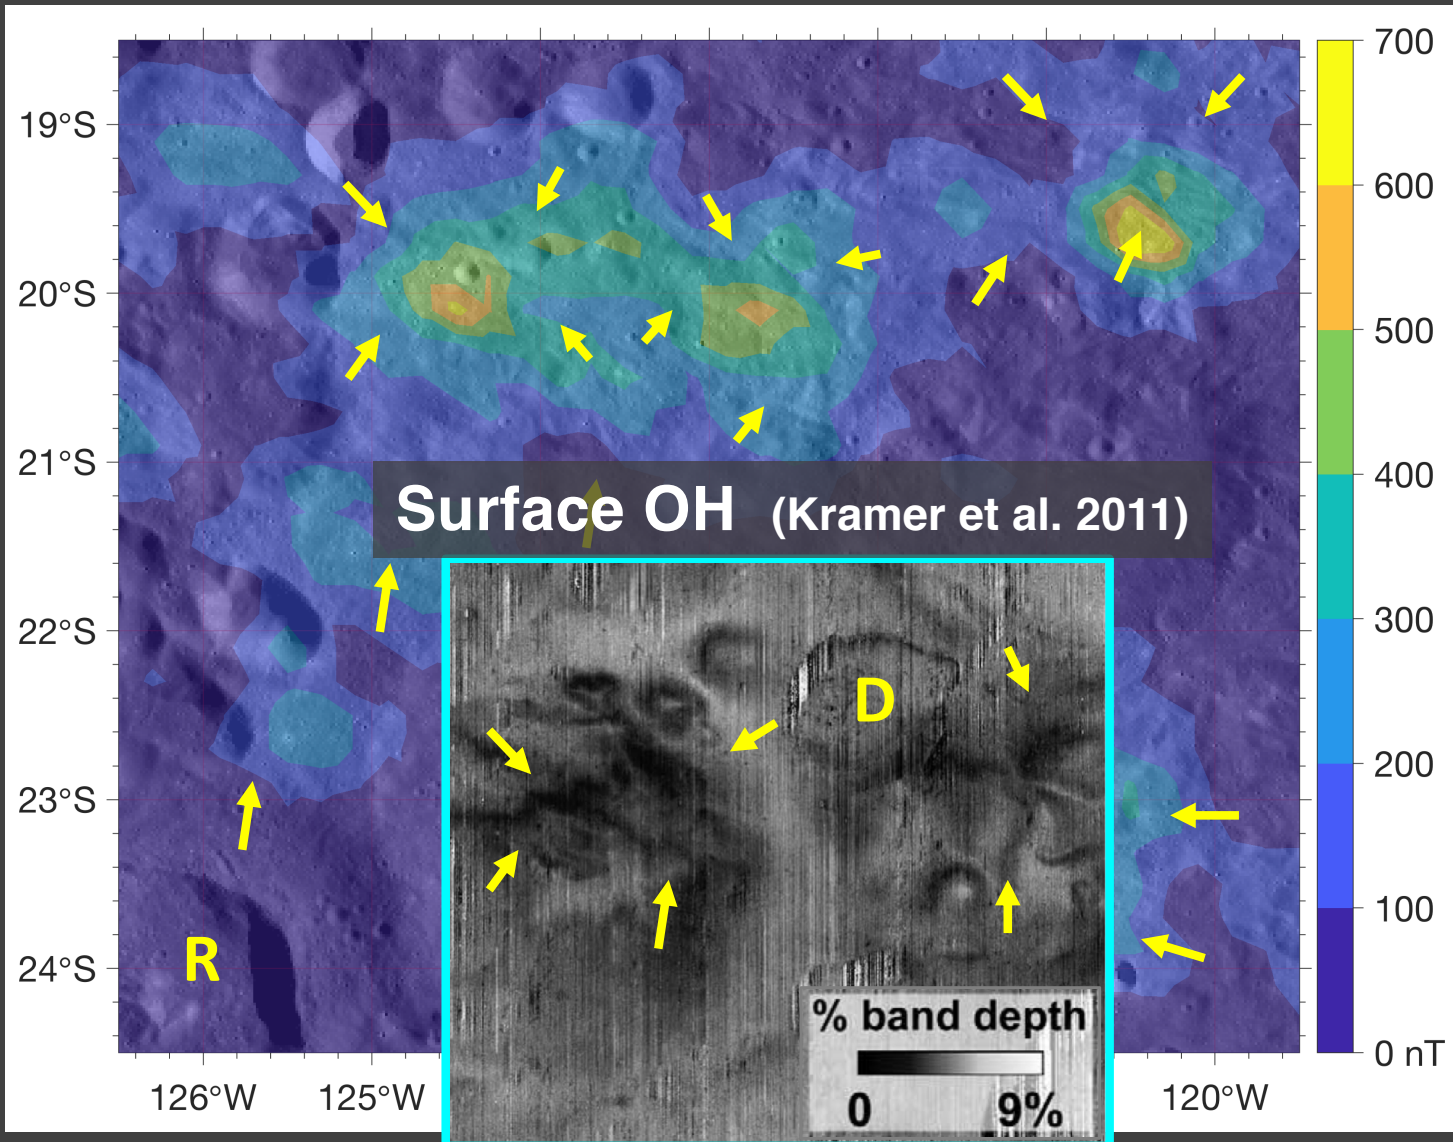 700
19°S
600
20°S
500
21°S
400
Surface OH (Kramer et al. 2011)
300
22°S
D
200
23°S
100
R
24°S
% band depth
0 nT
0 9%
126°W 125°W 120°W